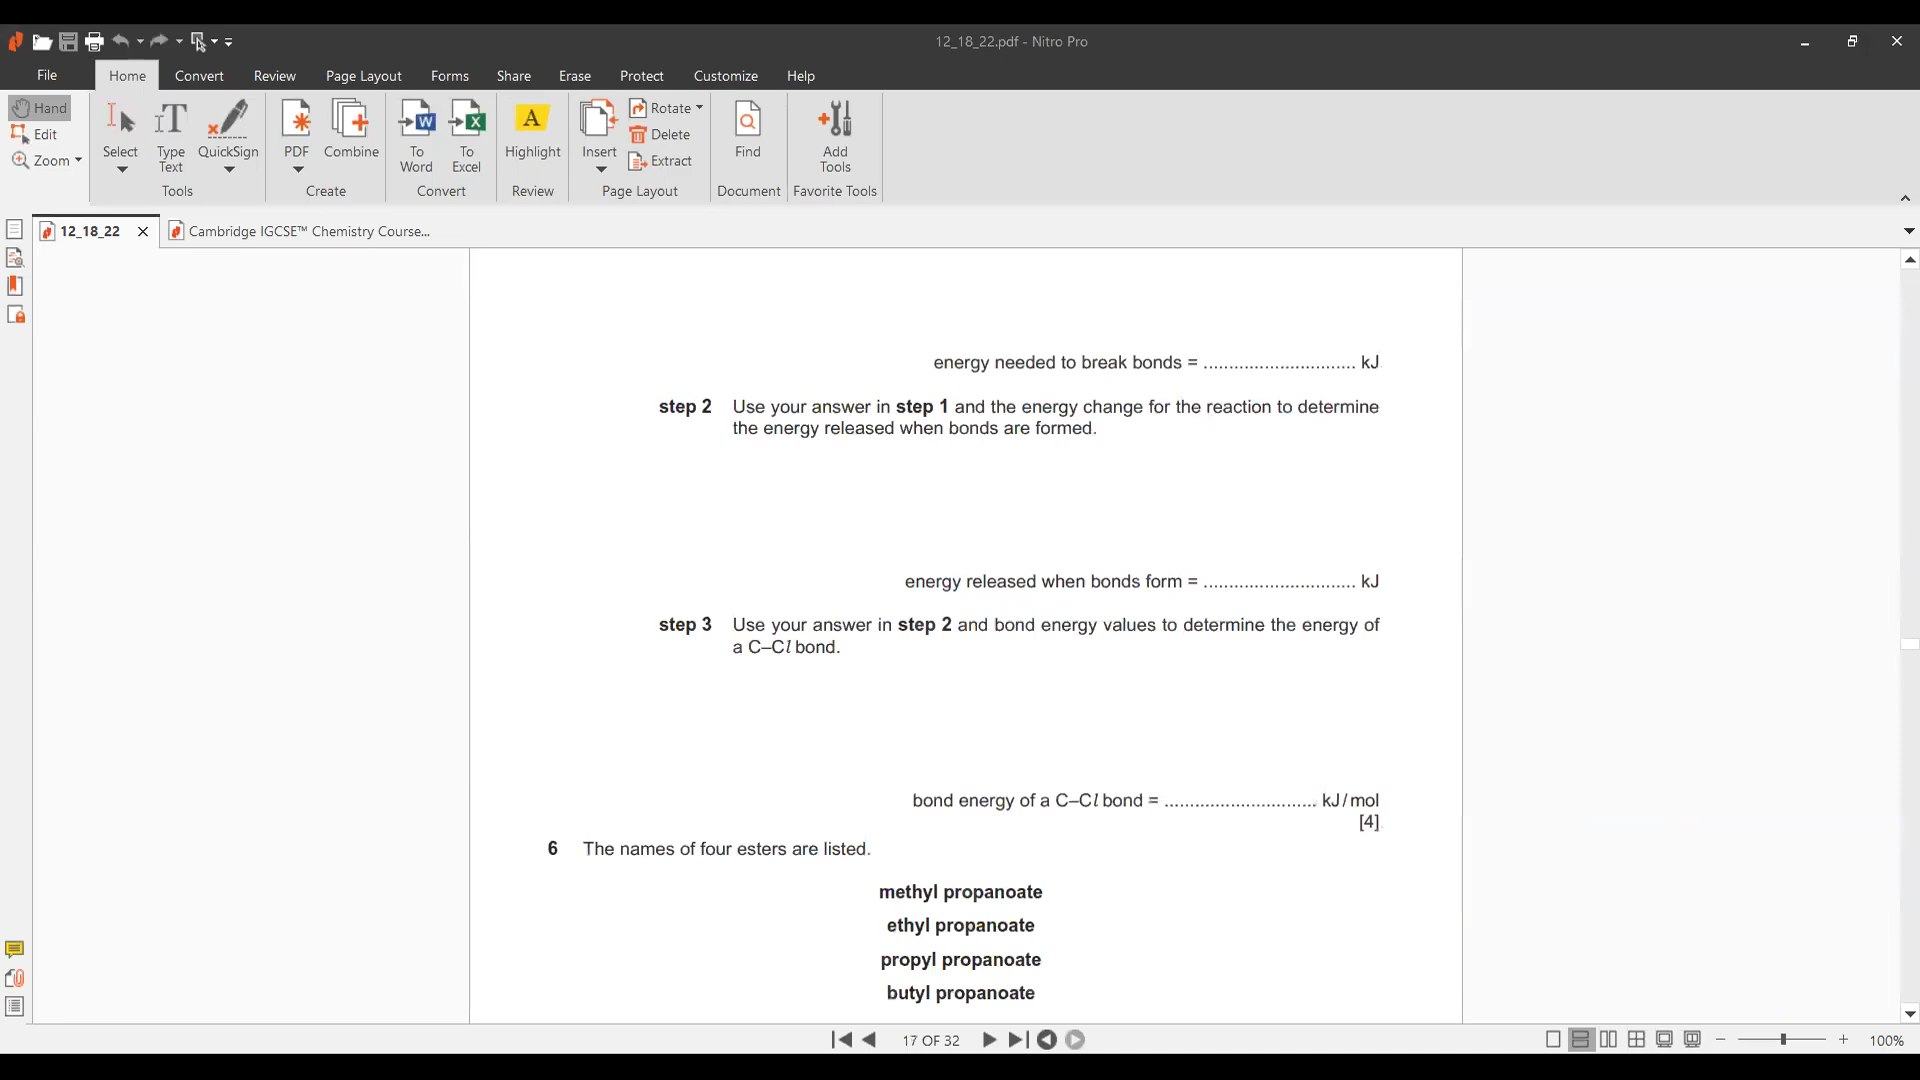 12_18_22.pdf - Nitro Pro
File Home Convert Review Page Layout Forms Share Erase Protect Customize Help
Hand
Edit
Zoom
Select
Type Text
QuickSign
Tools
PDF
Combine
Create
To Word
To Excel
Convert
Highlight
Review
Insert
Rotate
Delete
Extract
Page Layout
Find
Document
Add Tools
Favorite Tools
12_18_22
Cambridge IGCSE™ Chemistry Course...
energy needed to break bonds = .............................. kJ
step 2 Use your answer in step 1 and the energy change for the reaction to determine
the energy released when bonds are formed.
energy released when bonds form = .............................. kJ
step 3 Use your answer in step 2 and bond energy values to determine the energy of
a C–Cl bond.
bond energy of a C–Cl bond = .............................. kJ/mol
[4]
6 The names of four esters are listed.
methyl propanoate
ethyl propanoate
propyl propanoate
butyl propanoate
17 OF 32
100%